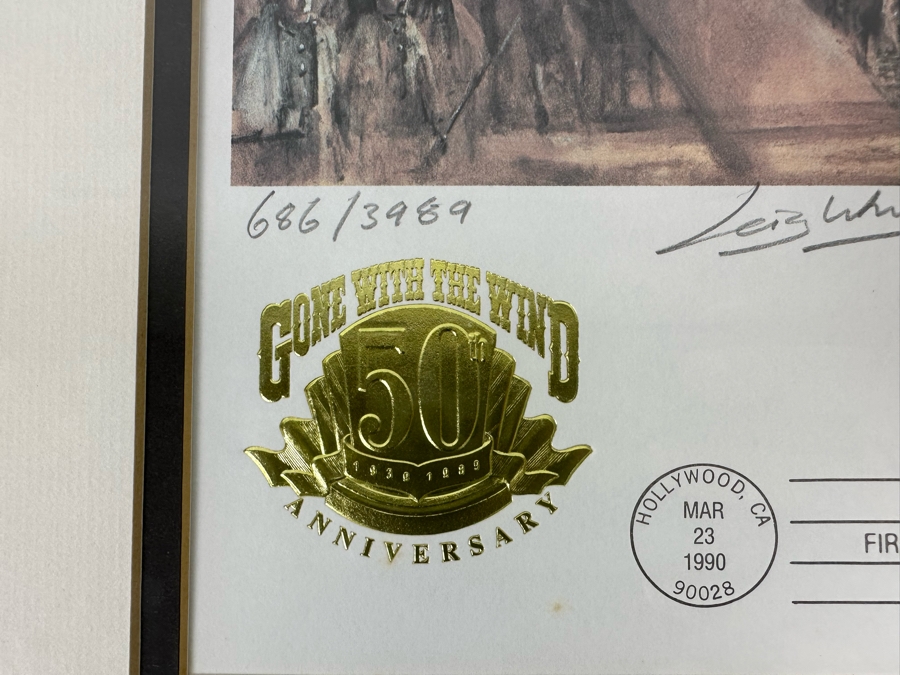 686/3989
GONE WITH THE WIND
50th
1939 1989
ANNIVERSARY
HOLLYWOOD, CA
MAR
23
1990
90028
FIR